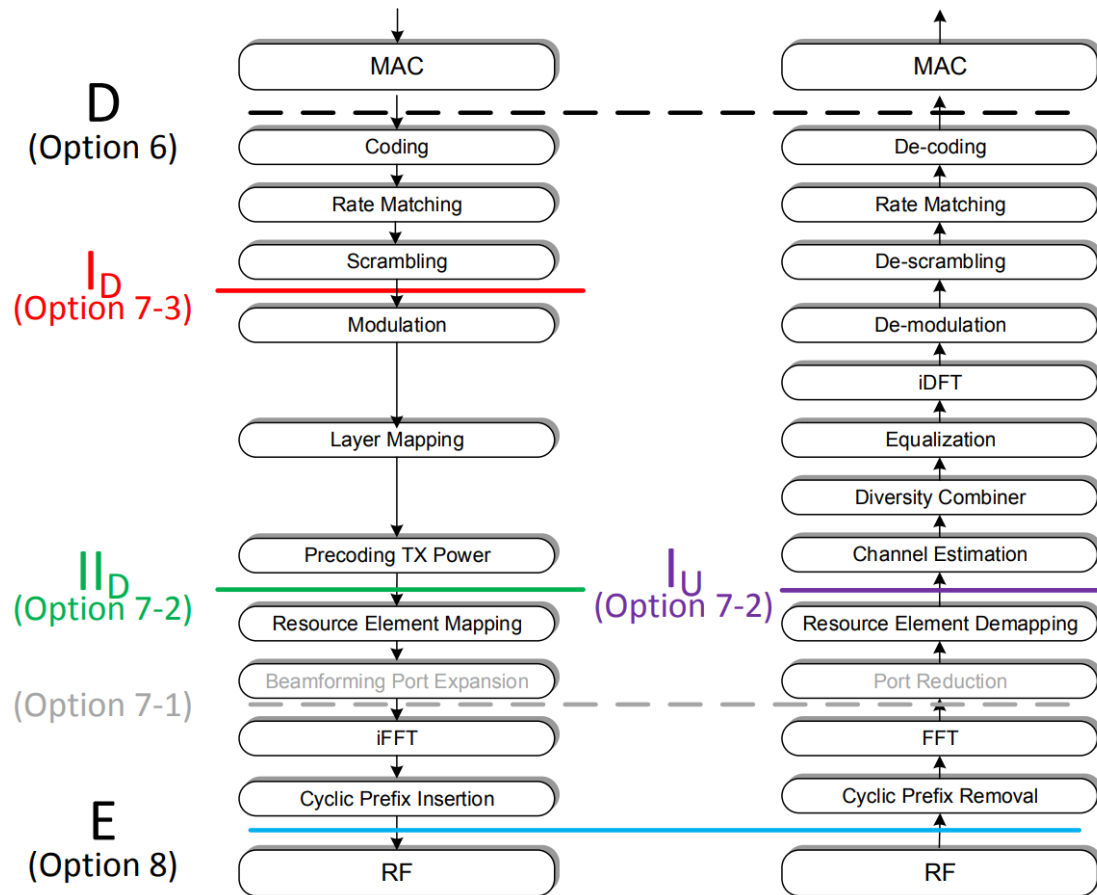 MAC
MAC
D
(Option 6)
Coding
De-coding
Rate Matching
Rate Matching
Scrambling
De-scrambling
I_D
(Option 7-3)
Modulation
De-modulation
iDFT
Layer Mapping
Equalization
Diversity Combiner
Precoding TX Power
Channel Estimation
II_D
(Option 7-2)
I_U
(Option 7-2)
Resource Element Mapping
Resource Element Demapping
Beamforming Port Expansion
Port Reduction
(Option 7-1)
iFFT
FFT
Cyclic Prefix Insertion
Cyclic Prefix Removal
E
(Option 8)
RF
RF